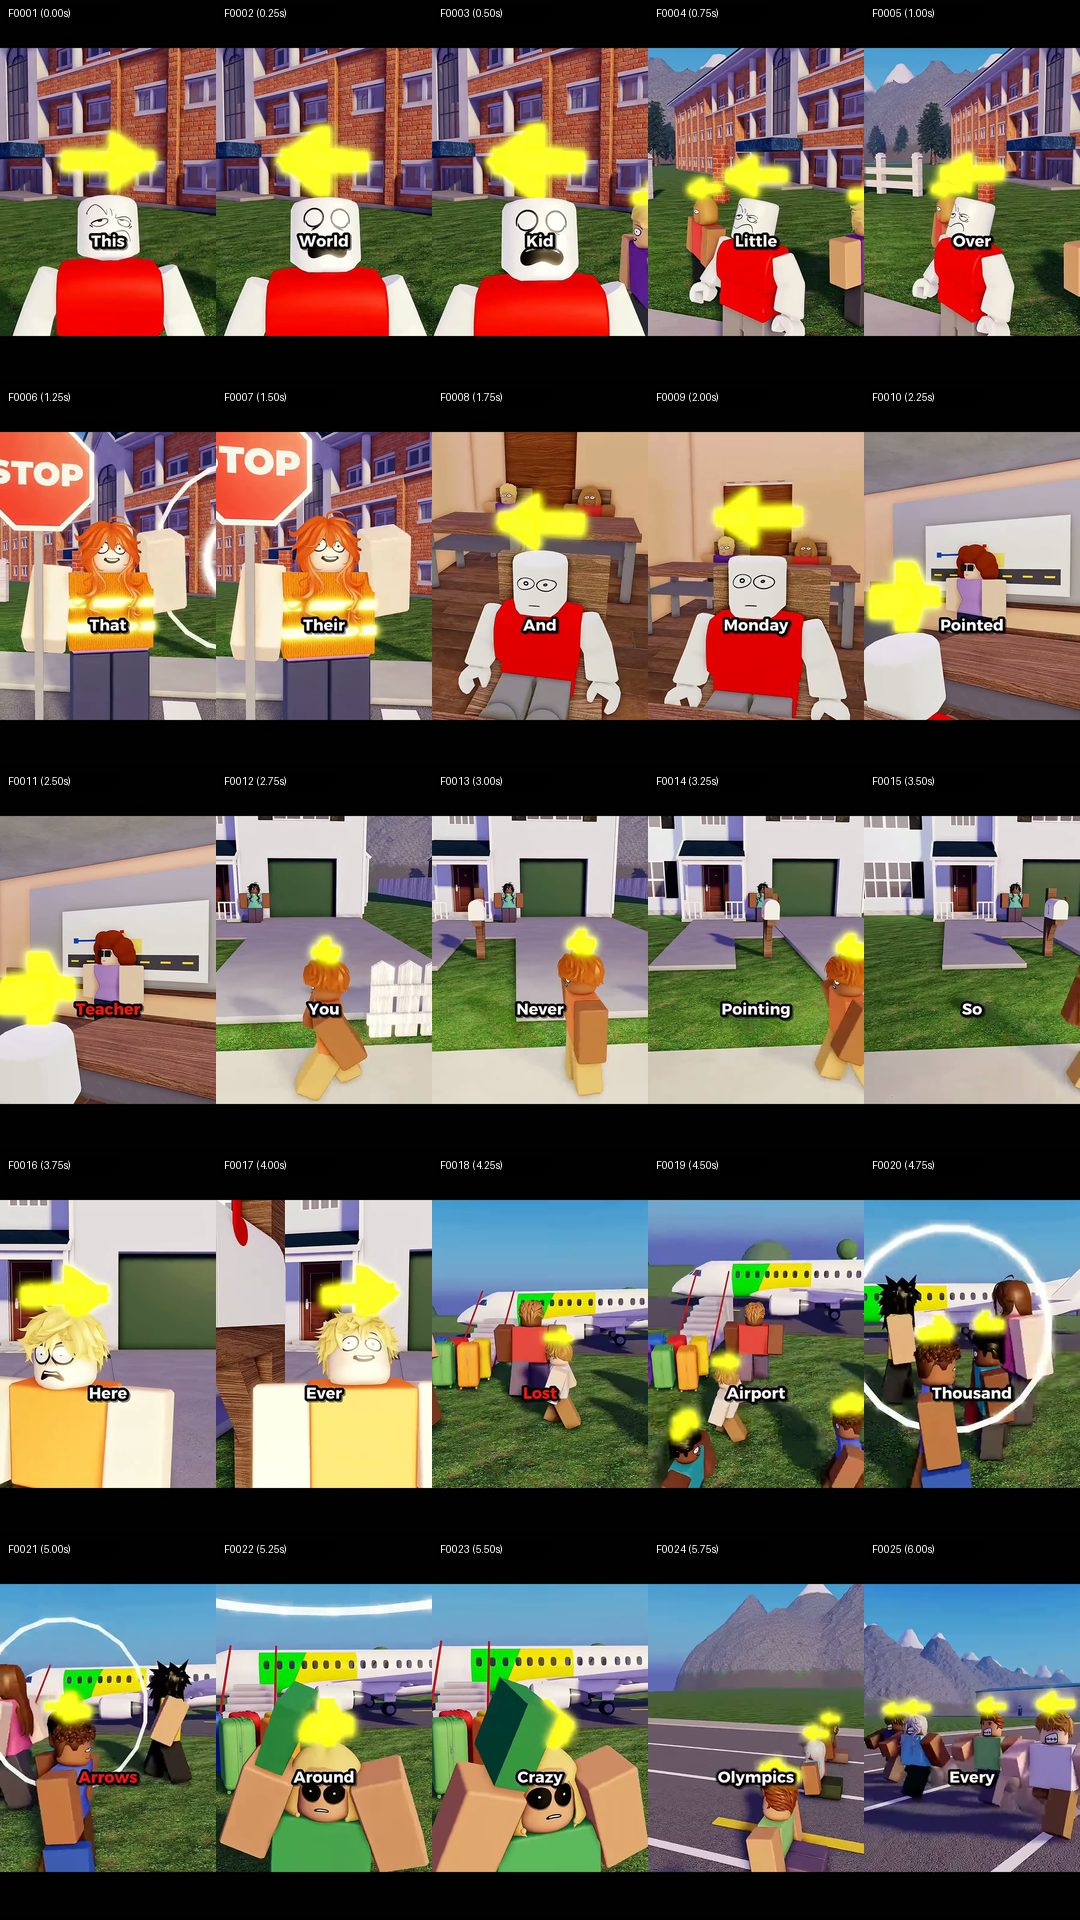 F0001 (0.00s)
F0002 (0.25s)
F0003 (0.50s)
F0004 (0.75s)
F0005 (1.00s)
This
World
Kid
Little
Over
F0006 (1.25s)
F0007 (1.50s)
F0008 (1.75s)
F0009 (2.00s)
F0010 (2.25s)
STOP
TOP
That
Their
And
Monday
Pointed
F0011 (2.50s)
F0012 (2.75s)
F0013 (3.00s)
F0014 (3.25s)
F0015 (3.50s)
Teacher
You
Never
Pointing
So
F0016 (3.75s)
F0017 (4.00s)
F0018 (4.25s)
F0019 (4.50s)
F0020 (4.75s)
Here
Ever
Lost
Airport
Thousand
F0021 (5.00s)
F0022 (5.25s)
F0023 (5.50s)
F0024 (5.75s)
F0025 (6.00s)
Arrows
Around
Crazy
Olympics
Every